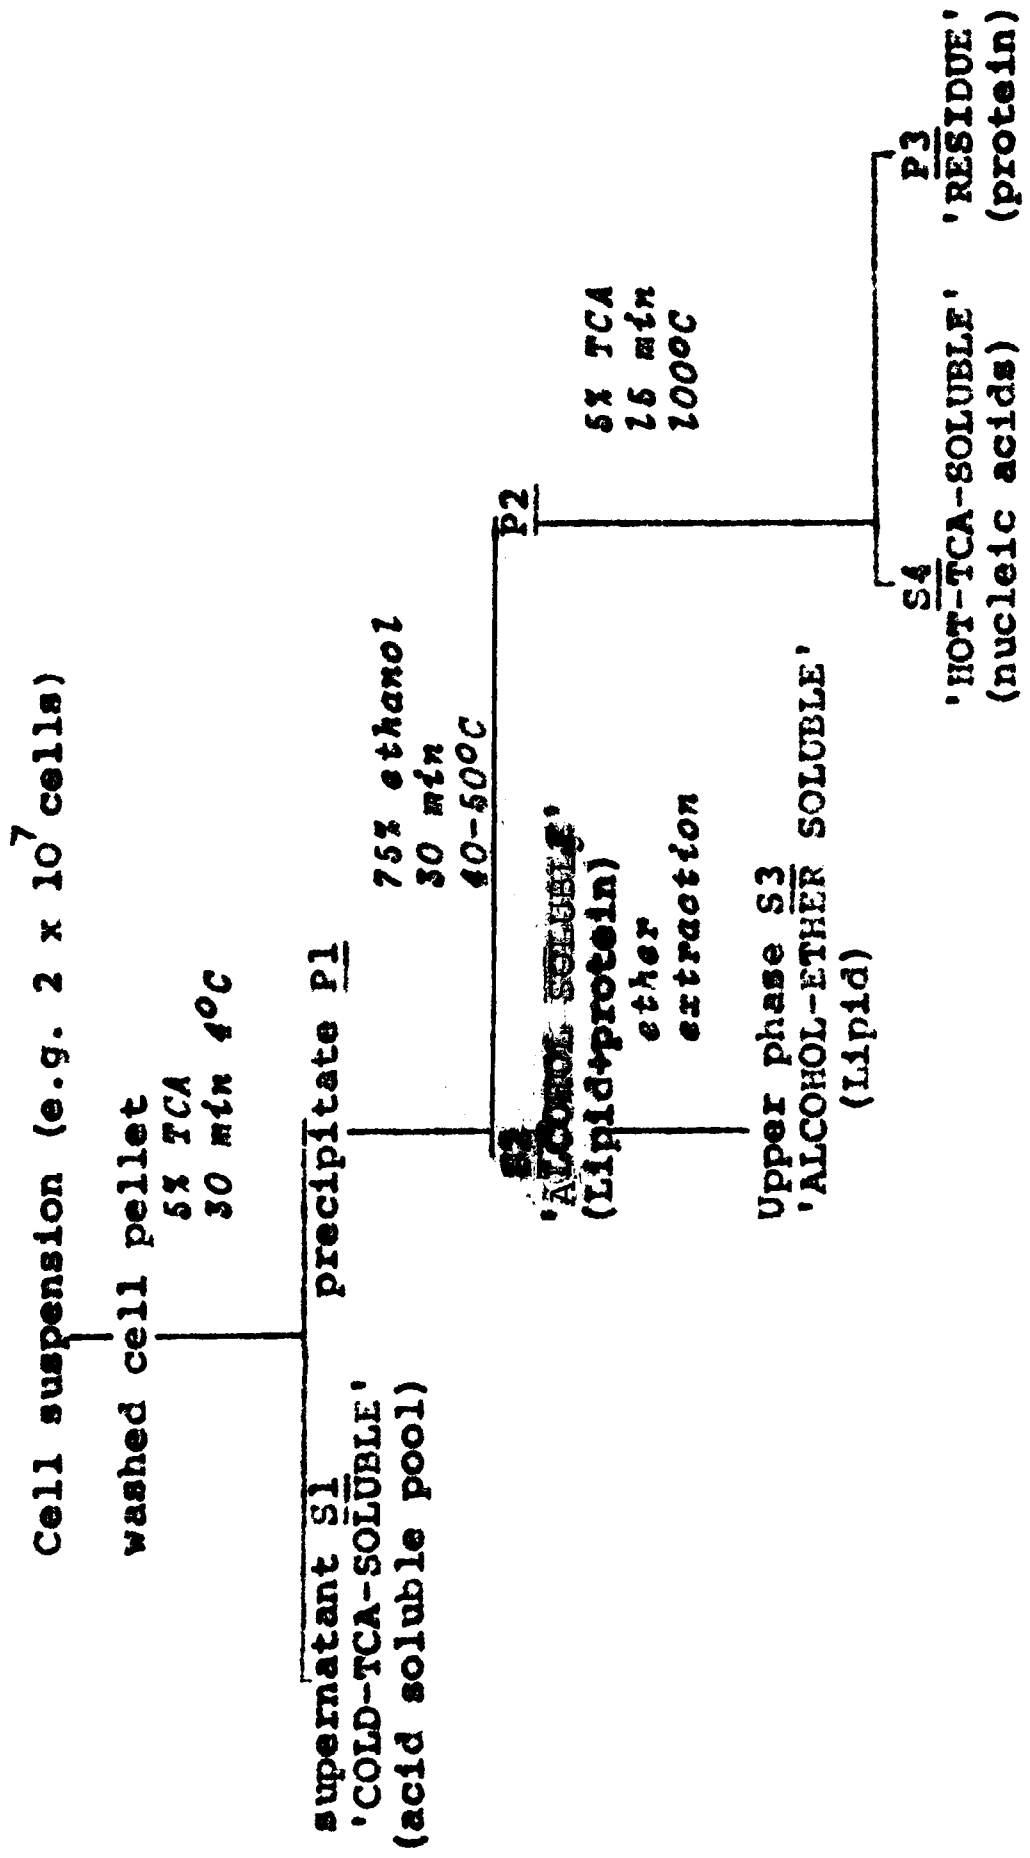 Cell suspension (e.g. 2 x 10⁷ cells)
washed cell pellet
5% TCA
30 min 4°C
supernatant S1
'COLD-TCA-SOLUBLE'
(acid soluble pool)
precipitate P1
75% ethanol
30 min
40-50°C
S2
'ALCOHOL SOLUBLE'
(Lipid+protein)
ether
extraction
Upper phase S3
'ALCOHOL-ETHER SOLUBLE'
(Lipid)
P2
5% TCA
15 min
100°C
S4
'HOT-TCA-SOLUBLE'
(nucleic acids)
P3
'RESIDUE'
(protein)